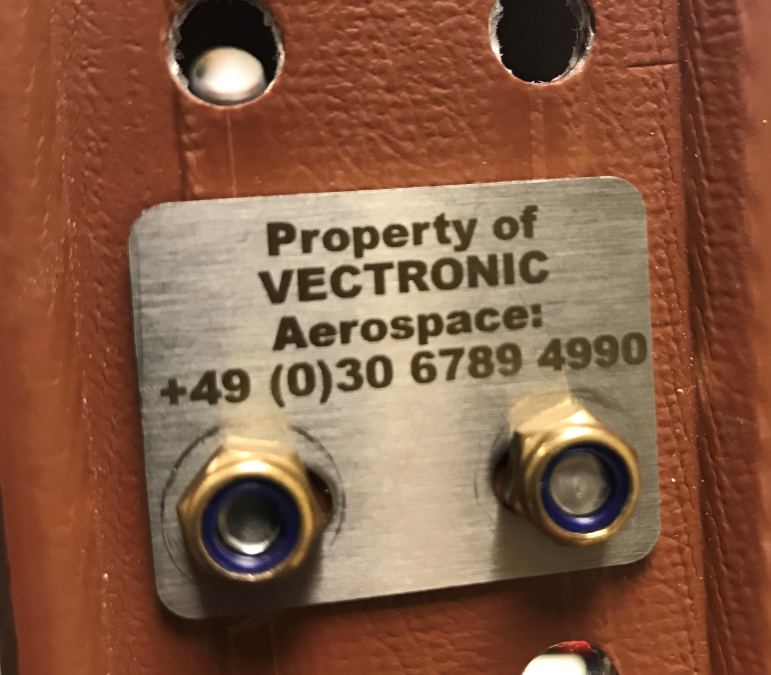 Property of
VECTRONIC
Aerospace:
+49 (0)30 6789 4990